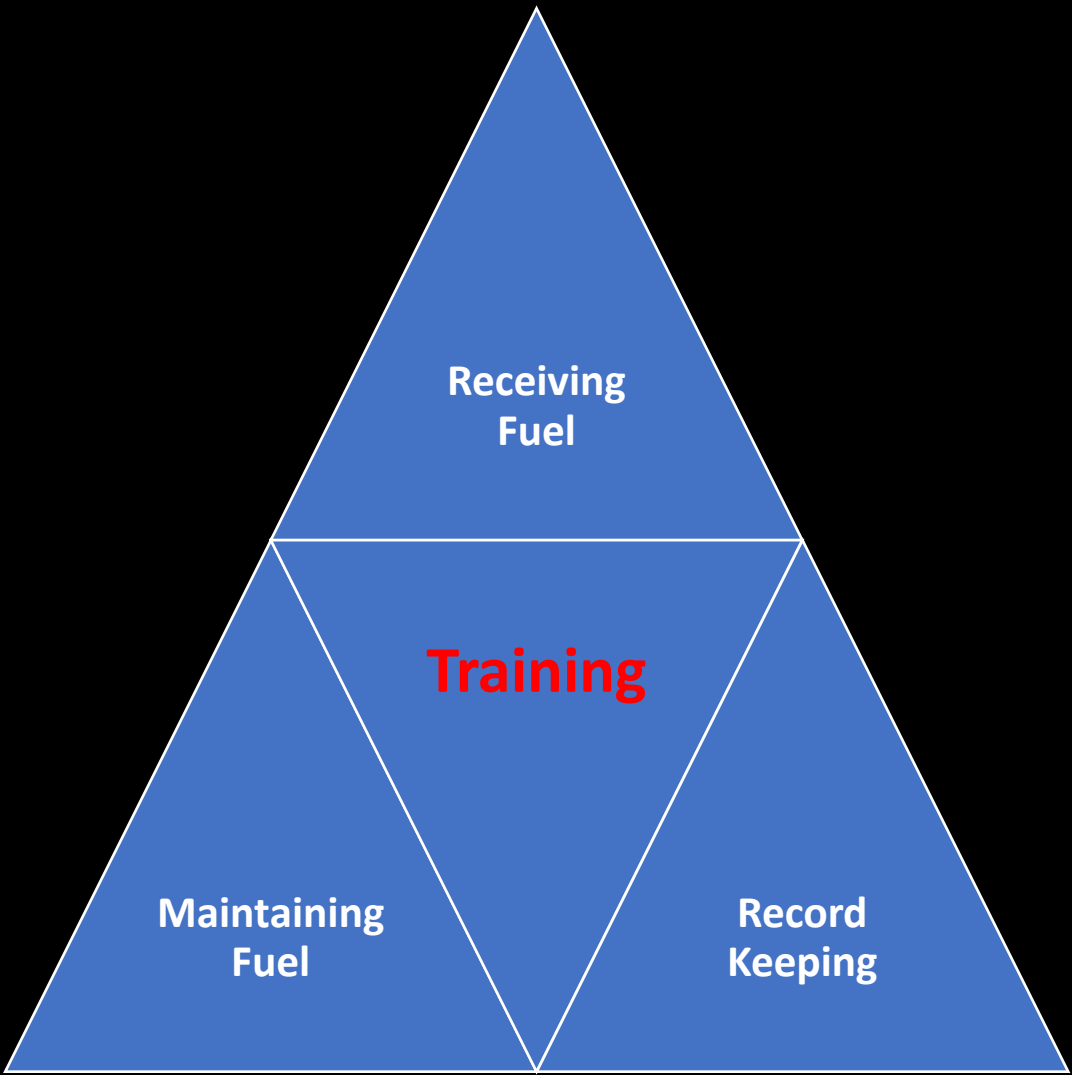 Receiving
Fuel
Training
Maintaining
Fuel
Record
Keeping